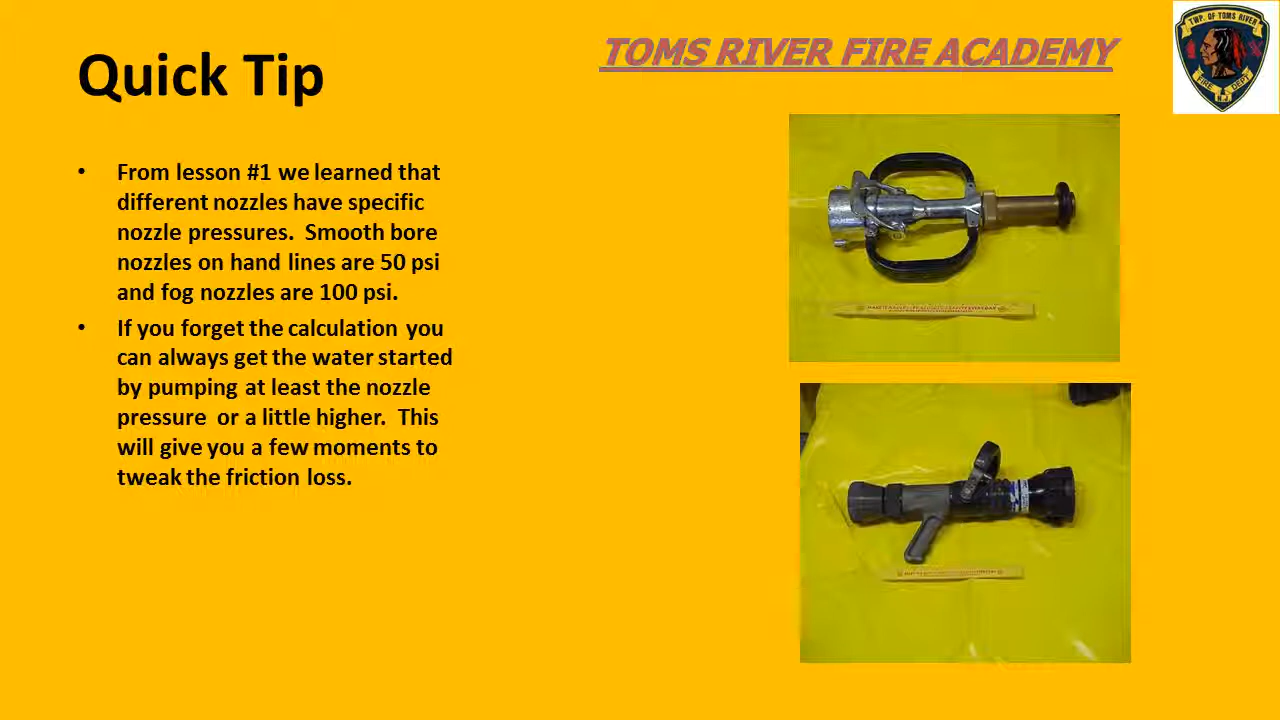 Quick Tip
TOMS RIVER FIRE ACADEMY
TWP. OF TOMS RIVER
FIRE DEPT.
N.J.
• From lesson #1 we learned that
different nozzles have specific
nozzle pressures. Smooth bore
nozzles on hand lines are 50 psi
and fog nozzles are 100 psi.
• If you forget the calculation you
can always get the water started
by pumping at least the nozzle
pressure or a little higher. This
will give you a few moments to
tweak the friction loss.